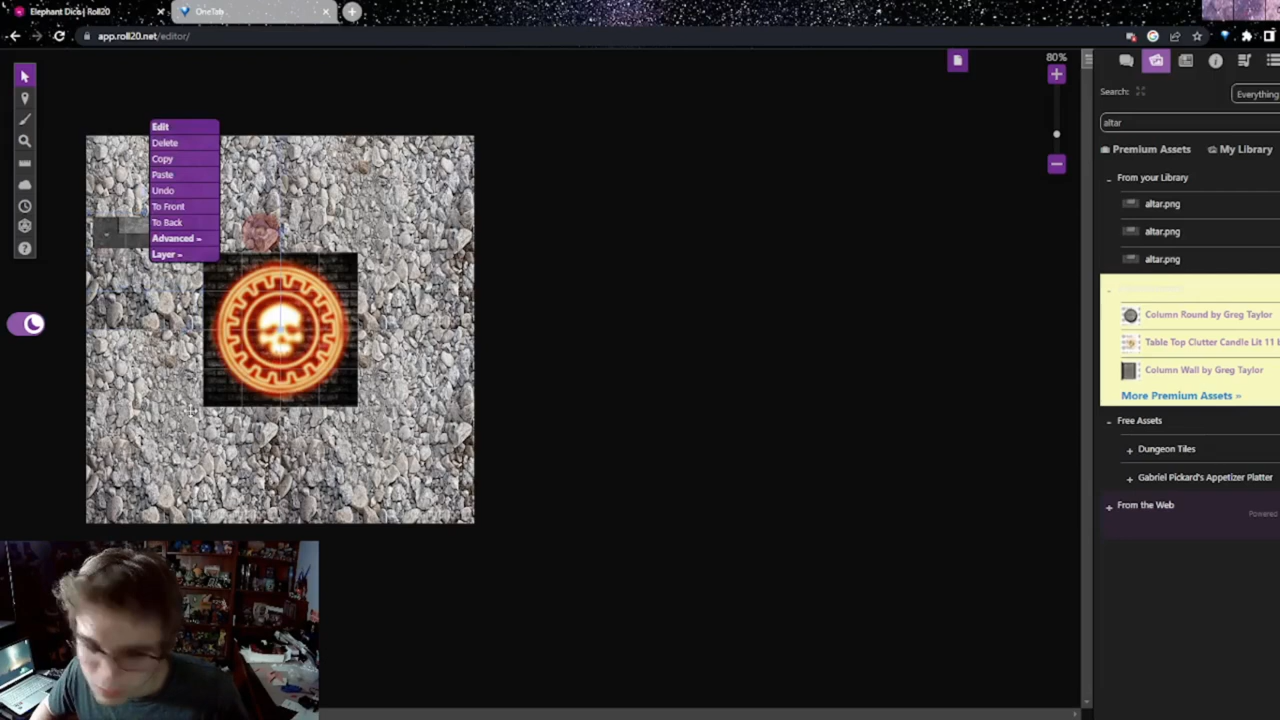 Elephant Dice | Roll20
OneTab
app.roll20.net/editor/
80%
Search:
Everything
altar
Premium Assets
My Library
From your Library
altar.png
altar.png
altar.png
Column Round by Greg Taylor
Table Top Clutter Candle Lit 11 b
Column Wall by Greg Taylor
More Premium Assets »
Free Assets
Dungeon Tiles
Gabriel Pickard's Appetizer Platter
From the Web
Powered
Edit
Delete
Copy
Paste
Undo
To Front
To Back
Advanced »
Layer »